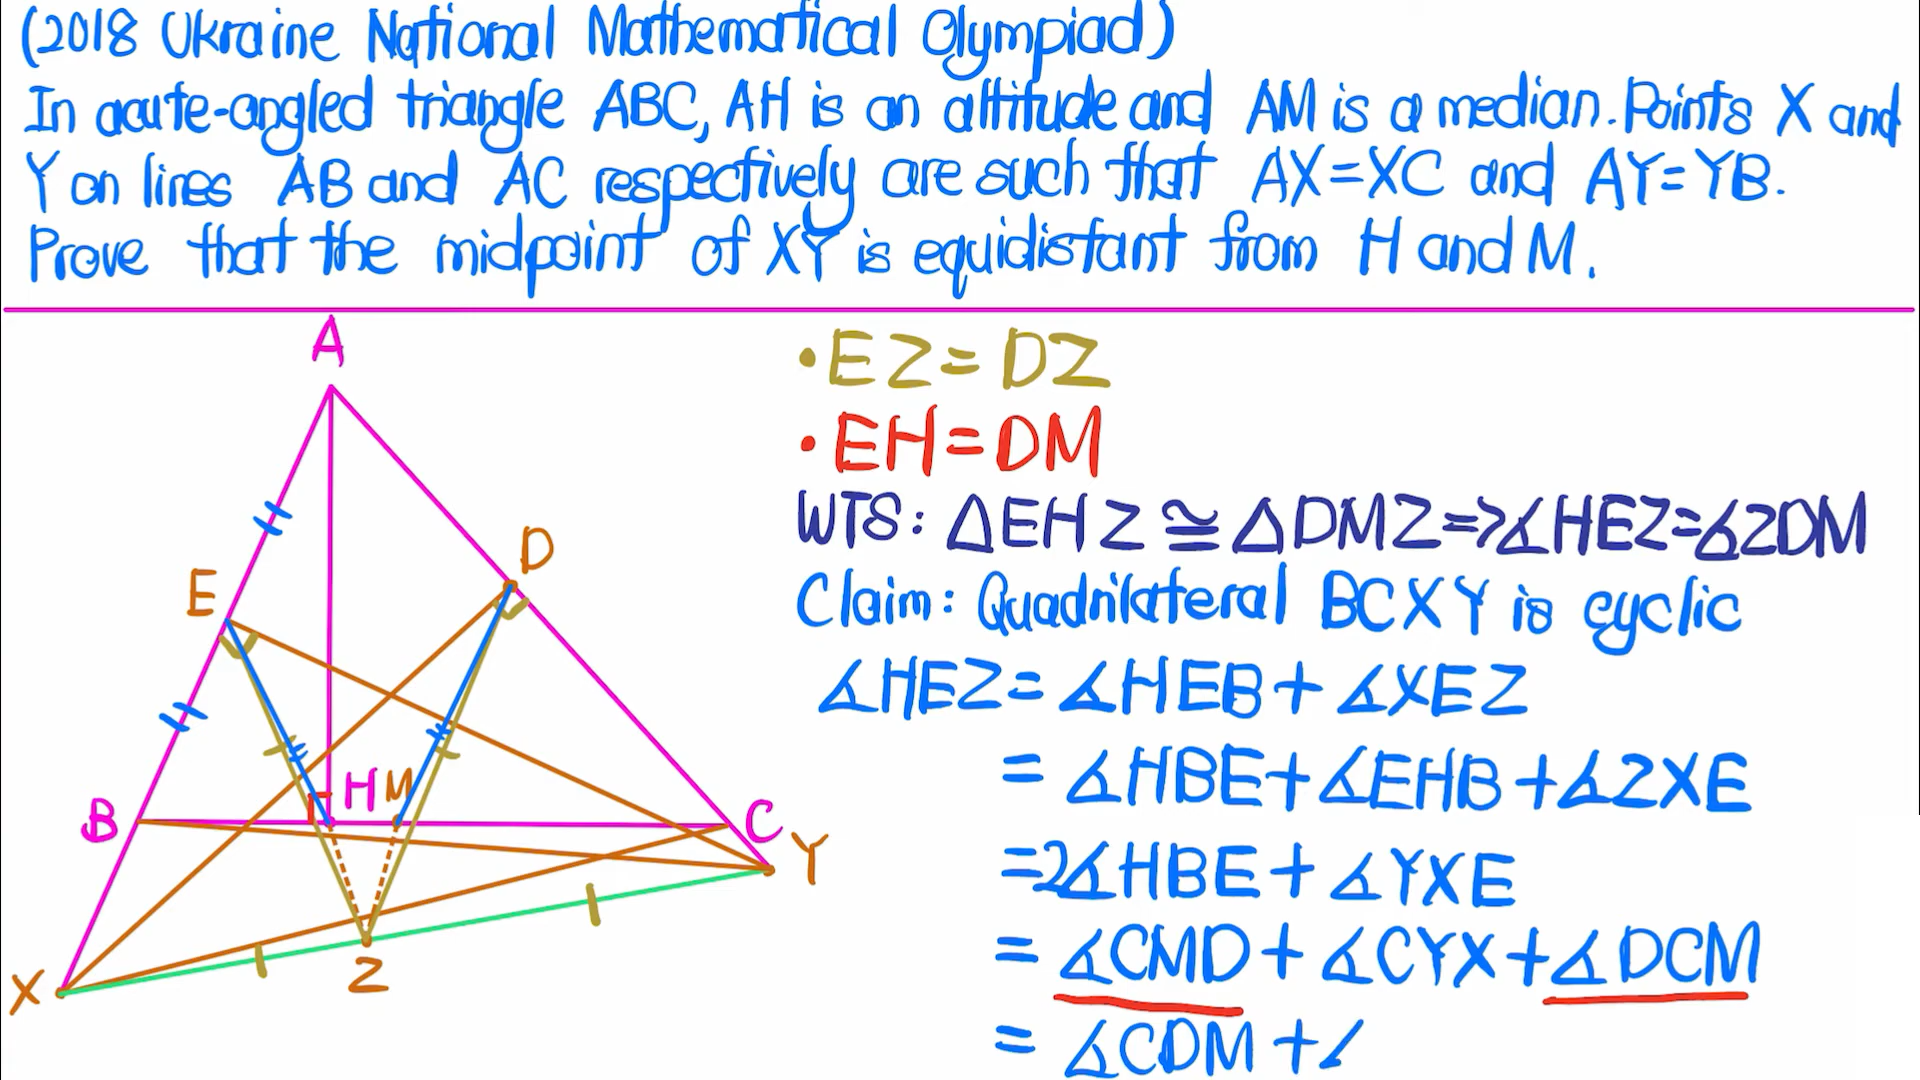 (2018 Ukraine National Mathematical Olympiad)
In acute-angled triangle ABC, AH is an altitude and AM is a median. Points X and
Y on lines AB and AC respectively are such that AX=XC and AY=YB.
Prove that the midpoint of XY is equidistant from H and M.
A
E
D
B
H
M
C
Y
X
Z
•EZ=DZ
•EH=DM
WTS: △EHZ≅△DMZ=>∡HEZ=∡ZDM
Claim: Quadrilateral BCXY is cyclic
∡HEZ=∡HEB+∡XEZ
=∡HBE+∡EHB+∡ZXE
=2∡HBE+∡YXE
=∡CMD+∡CYX+∡DCM
=∡CDM+∠